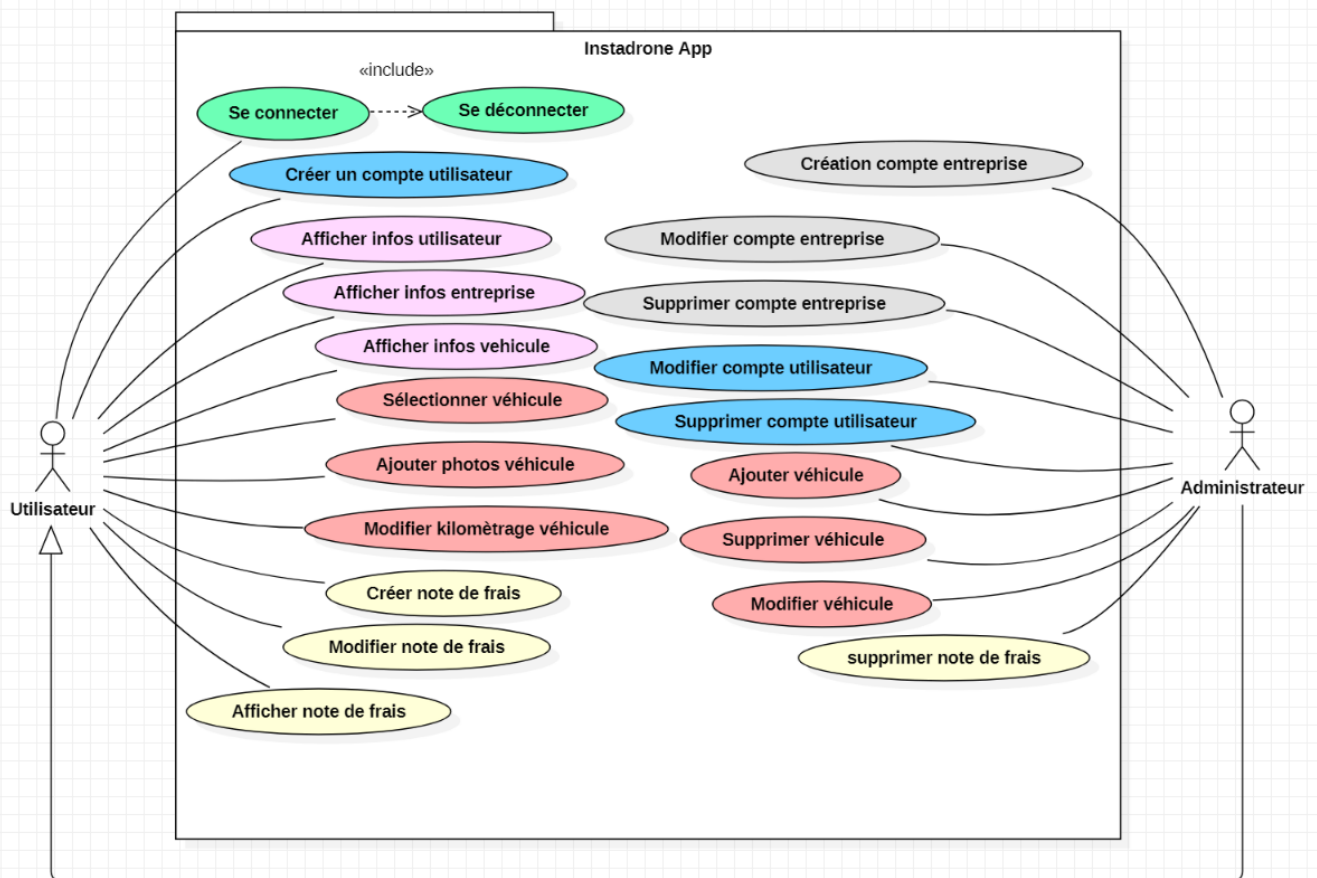 Instadrone App
«include»
Se connecter
Se déconnecter
Créer un compte utilisateur
Création compte entreprise
Afficher infos utilisateur
Modifier compte entreprise
Afficher infos entreprise
Supprimer compte entreprise
Afficher infos vehicule
Modifier compte utilisateur
Sélectionner véhicule
Supprimer compte utilisateur
Ajouter photos véhicule
Ajouter véhicule
Utilisateur
Administrateur
Modifier kilomètrage véhicule
Supprimer véhicule
Créer note de frais
Modifier véhicule
Modifier note de frais
supprimer note de frais
Afficher note de frais